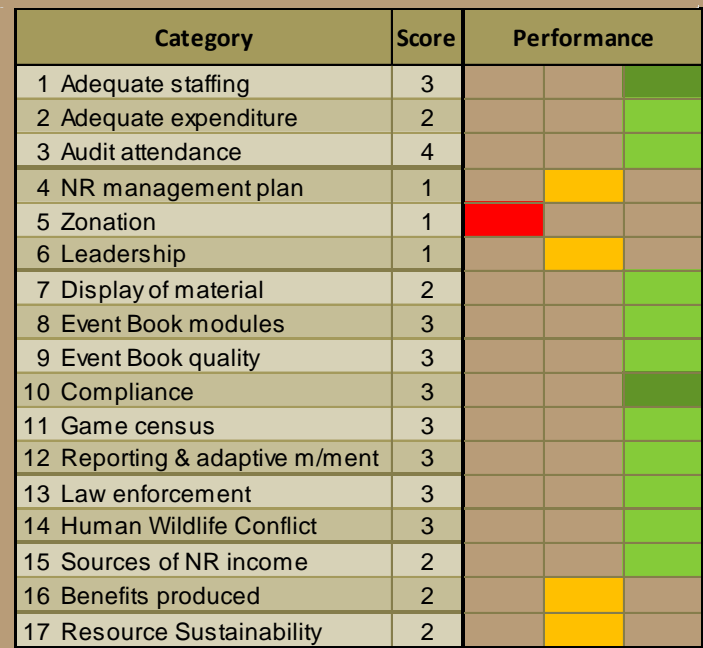 Category Score Performance
1 Adequate staffing 3
2 Adequate expenditure 2
3 Audit attendance 4
4 NR management plan 1
5 Zonation 1
6 Leadership 1
7 Display of material 2
8 Event Book modules 3
9 Event Book quality 3
10 Compliance 3
11 Game census 3
12 Reporting & adaptive m/ment 3
13 Law enforcement 3
14 Human Wildlife Conflict 3
15 Sources of NR income 2
16 Benefits produced 2
17 Resource Sustainability 2